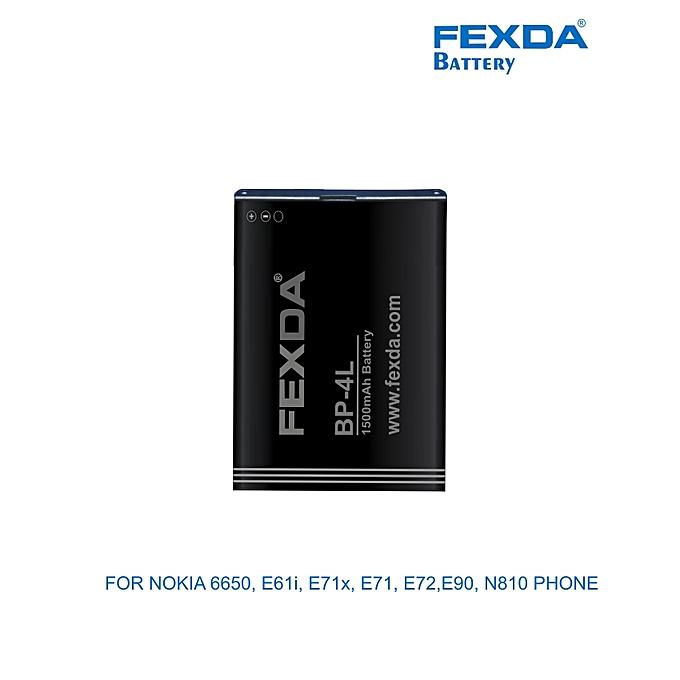 FEXDA®
BATTERY
FEXDA®
BP-4L
1500mAh Battery
www.fexda.com
FOR NOKIA 6650, E61i, E71x, E71, E72,E90, N810 PHONE